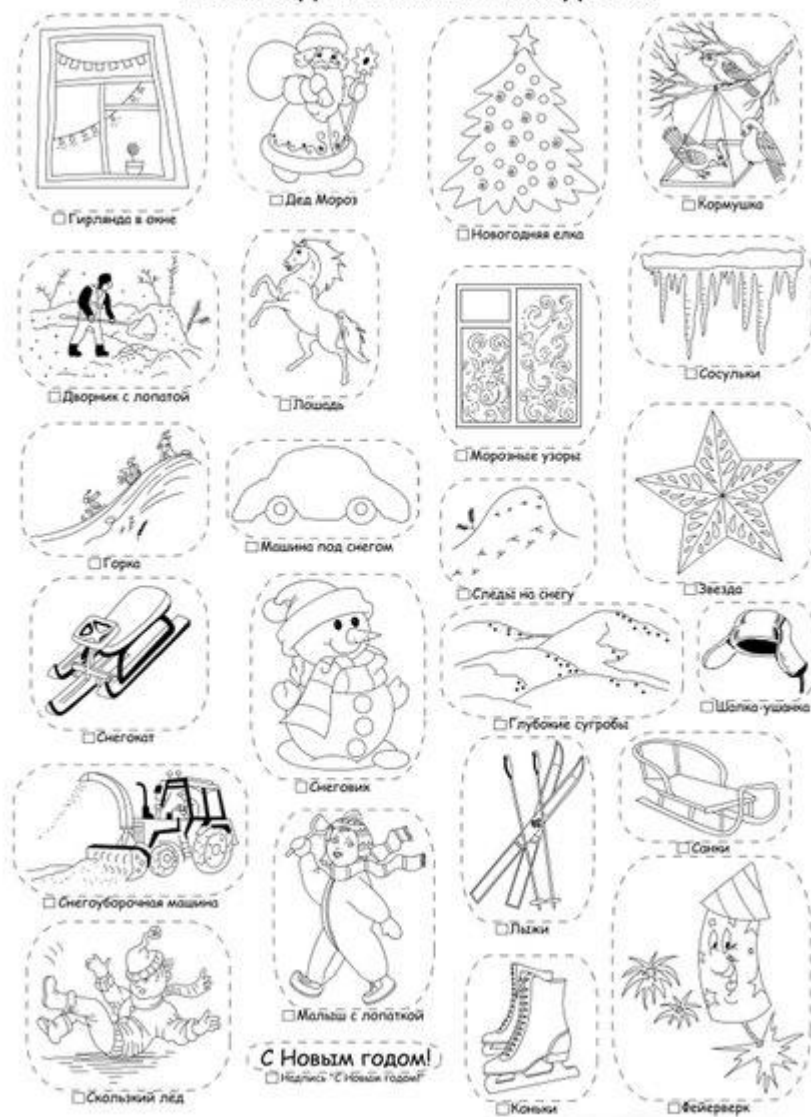 Гирлянда в окне
Дед Мороз
Новогодняя елка
Кормушка
Дворник с лопатой
Лошадь
Морозные узоры
Сосульки
Горка
Машина под снегом
Следы на снегу
Звезда
Снегокат
Снеговик
Глубокие сугробы
Шапка-ушанка
Снегоуборочная машина
Малыш с лопаткой
Лыжи
Санки
Скользкий лёд
С Новым годом!
Надпись "С Новым годом!"
Коньки
Фейерверк